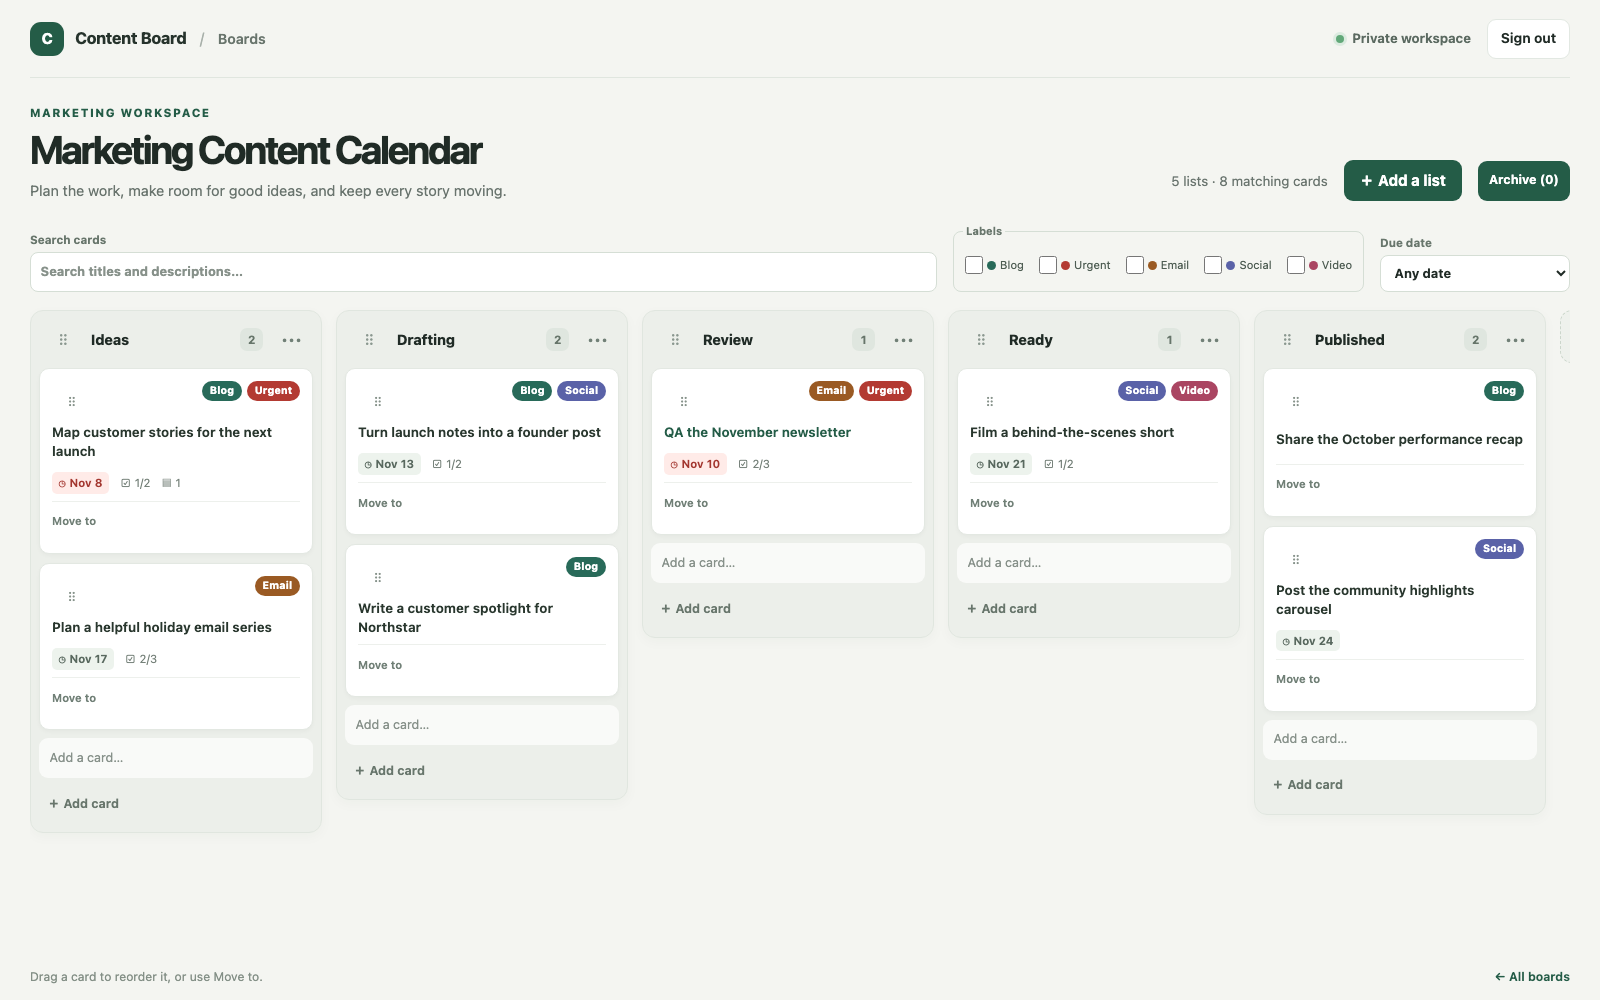 C Content Board / Boards
Private workspace
Sign out
MARKETING WORKSPACE
Marketing Content Calendar
Plan the work, make room for good ideas, and keep every story moving.
5 lists · 8 matching cards
+ Add a list
Archive (0)
Search cards
Search titles and descriptions...
Labels
Blog
Urgent
Email
Social
Video
Due date
Any date
Ideas
2
Blog
Urgent
Map customer stories for the next
launch
Nov 8
1/2
1
Move to
Email
Plan a helpful holiday email series
Nov 17
2/3
Move to
Add a card...
+ Add card
Drafting
2
Blog
Social
Turn launch notes into a founder post
Nov 13
1/2
Move to
Blog
Write a customer spotlight for
Northstar
Move to
Add a card...
+ Add card
Review
1
Email
Urgent
QA the November newsletter
Nov 10
2/3
Move to
Add a card...
+ Add card
Ready
1
Social
Video
Film a behind-the-scenes short
Nov 21
1/2
Move to
Add a card...
+ Add card
Published
2
Blog
Share the October performance recap
Move to
Social
Post the community highlights
carousel
Nov 24
Move to
Add a card...
+ Add card
Drag a card to reorder it, or use Move to.
← All boards